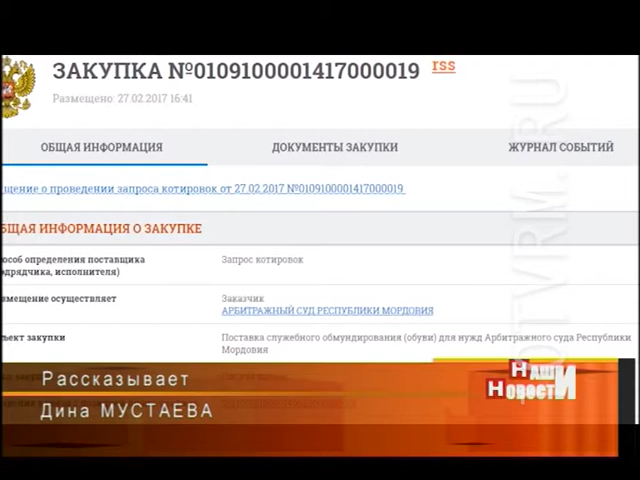 ЗАКУПКА №0109100001417000019 rss
Размещено: 27.02.2017 16:41
ОБЩАЯ ИНФОРМАЦИЯ ДОКУМЕНТЫ ЗАКУПКИ ЖУРНАЛ СОБЫТИЙ
щение о проведении запроса котировок от 27.02.2017 №0109100001417000019
БЩАЯ ИНФОРМАЦИЯ О ЗАКУПКЕ
особ определения поставщика Запрос котировок
одрядчика, исполнителя)
змещение осуществляет Заказчик
АРБИТРАЖНЫЙ СУД РЕСПУБЛИКИ МОРДОВИЯ
ъект закупки Поставка служебного обмундирования (обуви) для нужд Арбитражного суда Республики
Мордовия
Рассказывает
Дина МУСТАЕВА
Наши
Новости